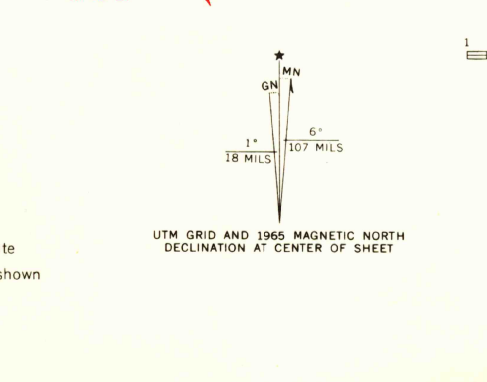 1
MN
GN
1° 6°
18 MILS 107 MILS
UTM GRID AND 1965 MAGNETIC NORTH
DECLINATION AT CENTER OF SHEET
te
shown